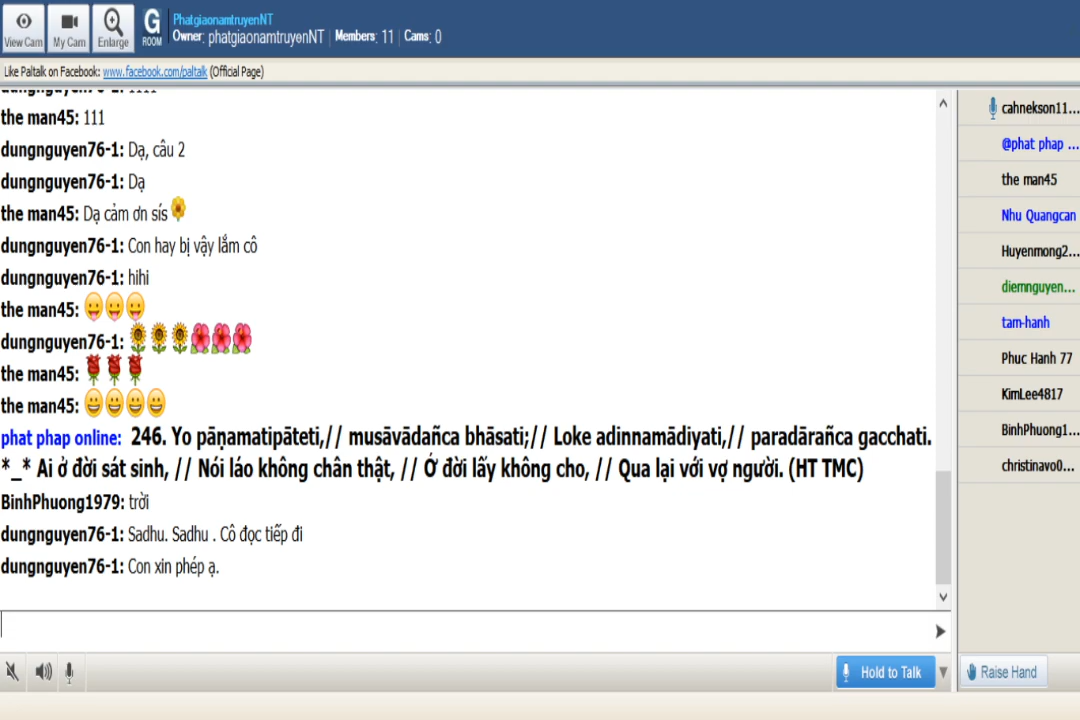 PhatgiaonamtruyenNT
Owner: phatgiaonamtruyenNT | Members: 11 | Cams: 0
View Cam My Cam Enlarge G ROOM
Like Paltalk on Facebook: www.facebook.com/paltalk (Official Page)
dungnguyen76-1: 1111
the man45: 111
dungnguyen76-1: Dạ, câu 2
dungnguyen76-1: Dạ
the man45: Dạ cảm ơn sís
dungnguyen76-1: Con hay bị vậy lắm cô
dungnguyen76-1: hihi
the man45:
dungnguyen76-1:
the man45:
the man45:
phat phap online: 246. Yo pāṇamatipāteti,// musāvādañca bhāsati;// Loke adinnamādiyati,// paradārañca gacchati.
*_* Ai ở đời sát sinh, // Nói láo không chân thật, // Ở đời lấy không cho, // Qua lại với vợ người. (HT TMC)
BinhPhuong1979: trời
dungnguyen76-1: Sadhu. Sadhu . Cô đọc tiếp đi
dungnguyen76-1: Con xin phép ạ.
cahnekson11...
@phat phap ...
the man45
Nhu Quangcan
Huyenmong2...
diemnguyen...
tam-hanh
Phuc Hanh 77
KimLee4817
BinhPhuong1...
christinavo0...
Hold to Talk
Raise Hand